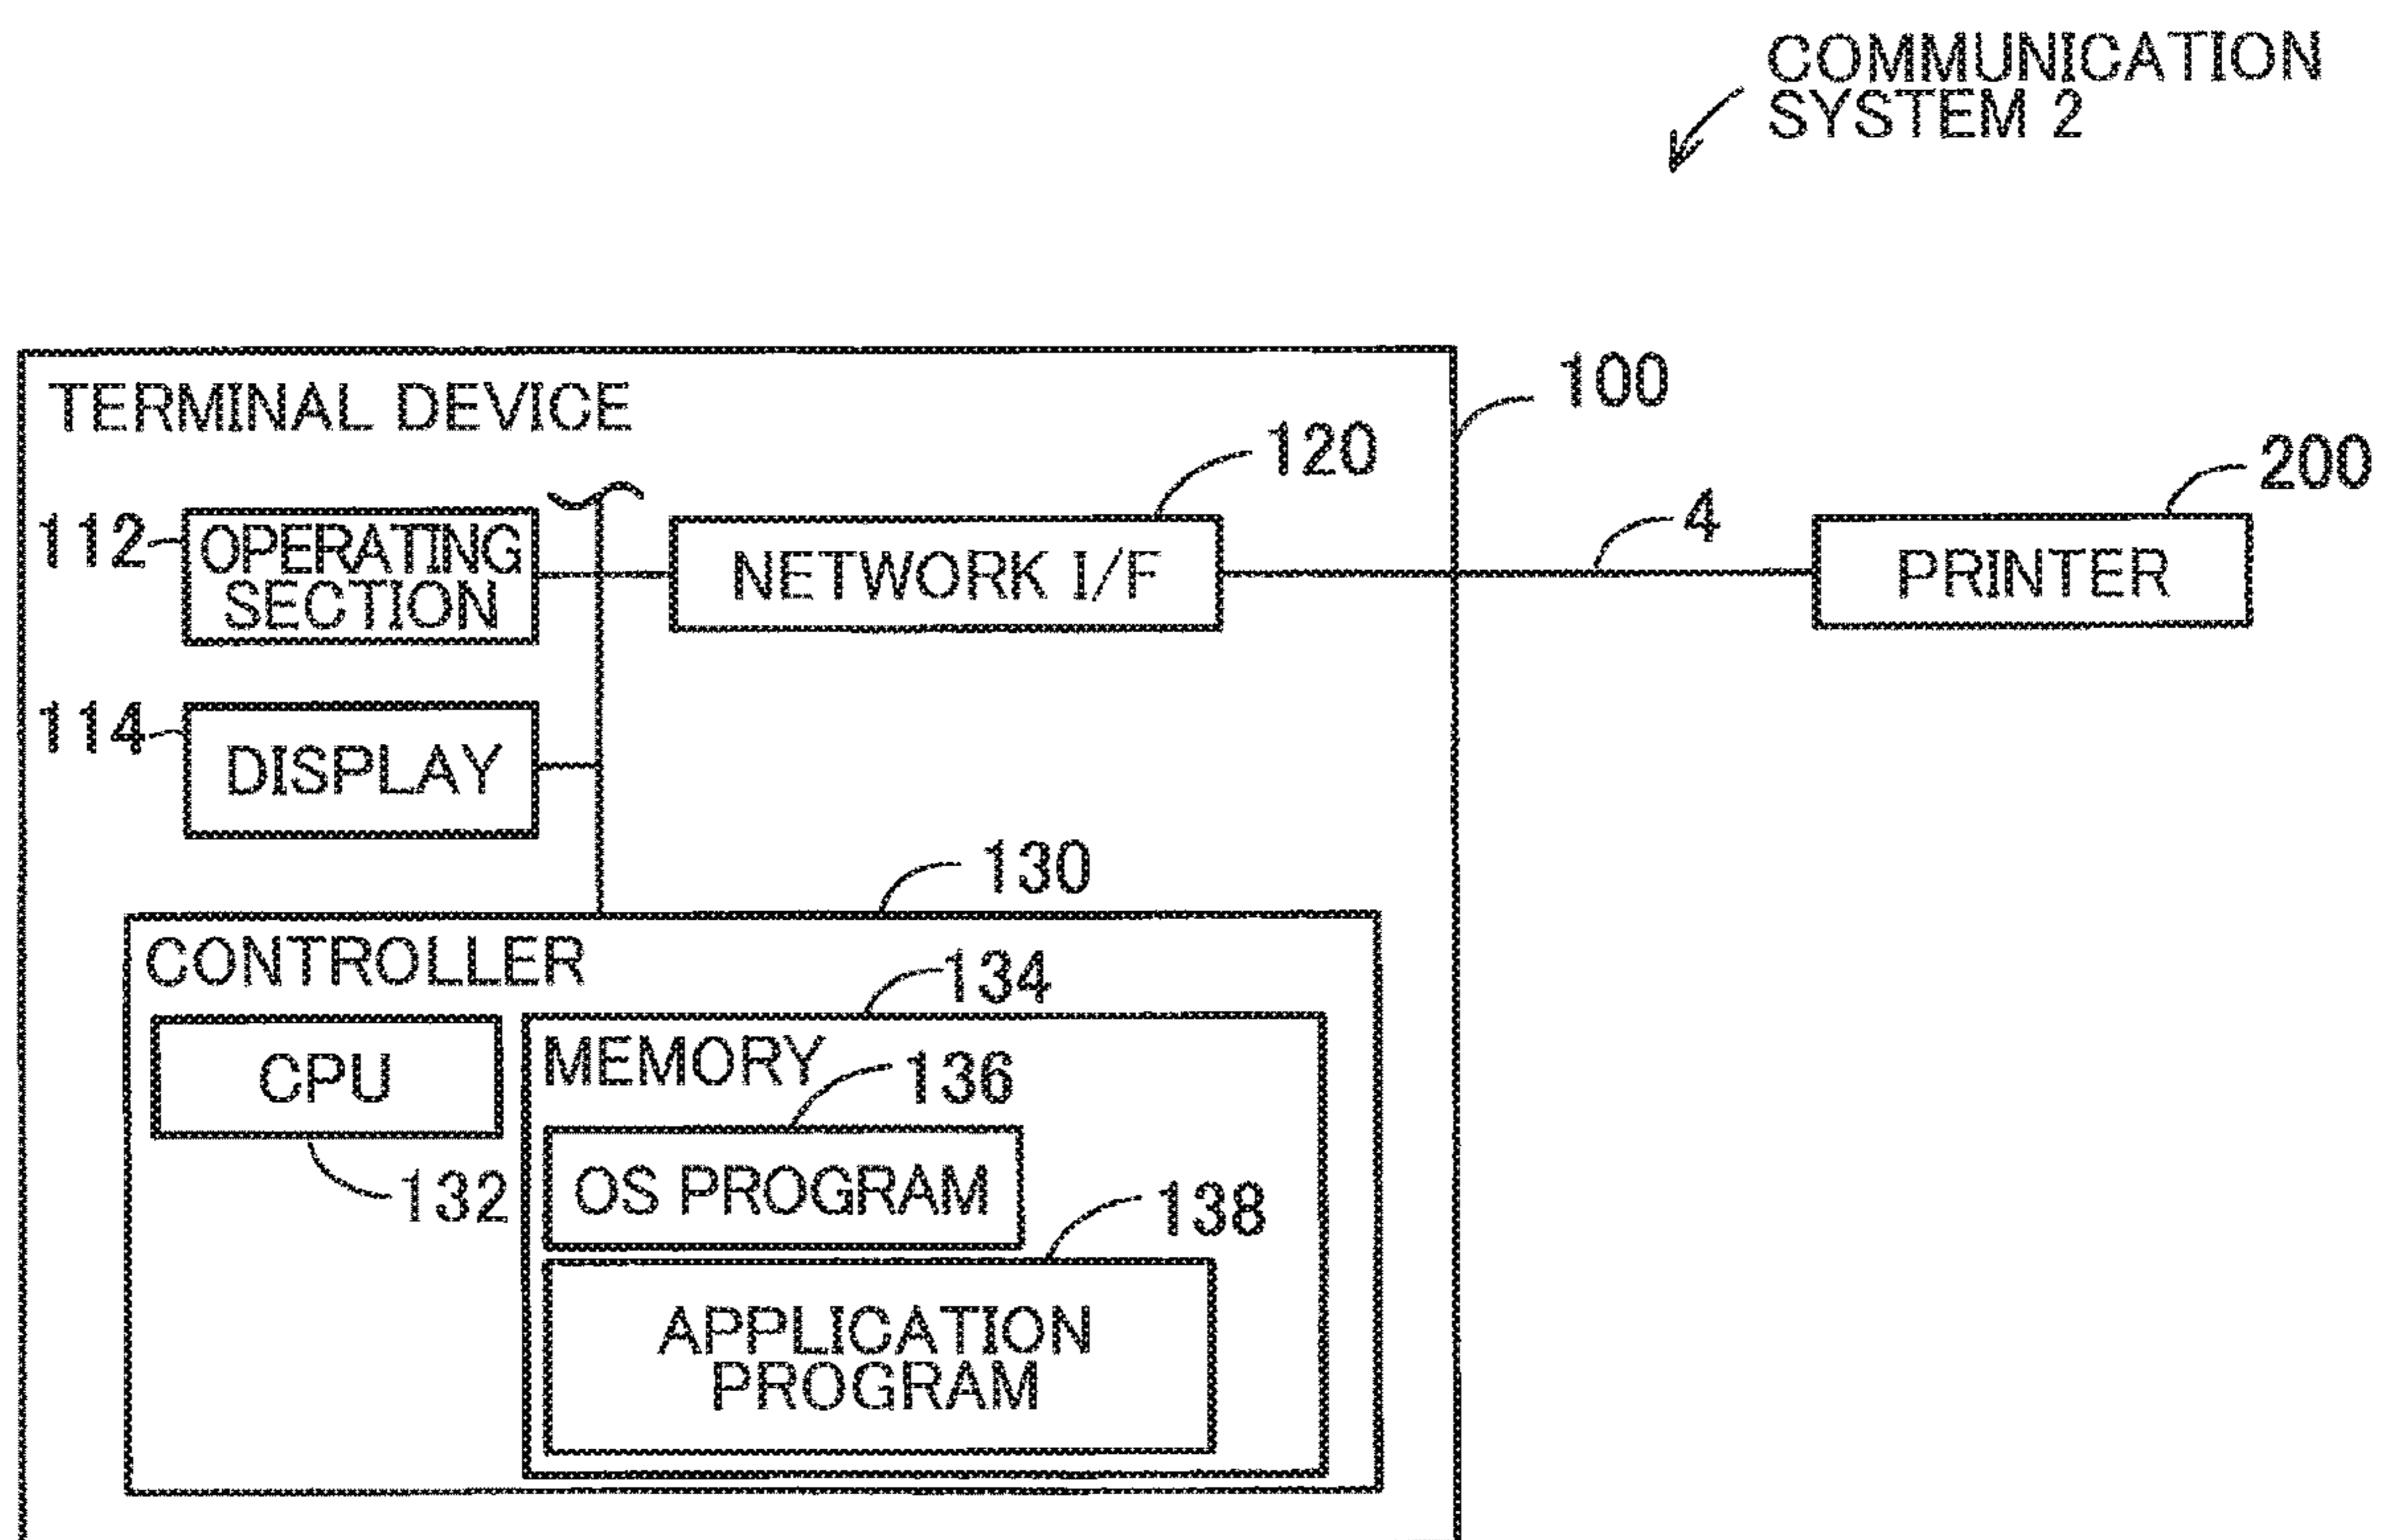 COMMUNICATION
SYSTEM 2
TERMINAL DEVICE
100
120
200
112
OPERATING
SECTION
NETWORK I/F
4
PRINTER
114
DISPLAY
130
CONTROLLER
134
CPU
MEMORY
136
132
OS PROGRAM
138
APPLICATION
PROGRAM